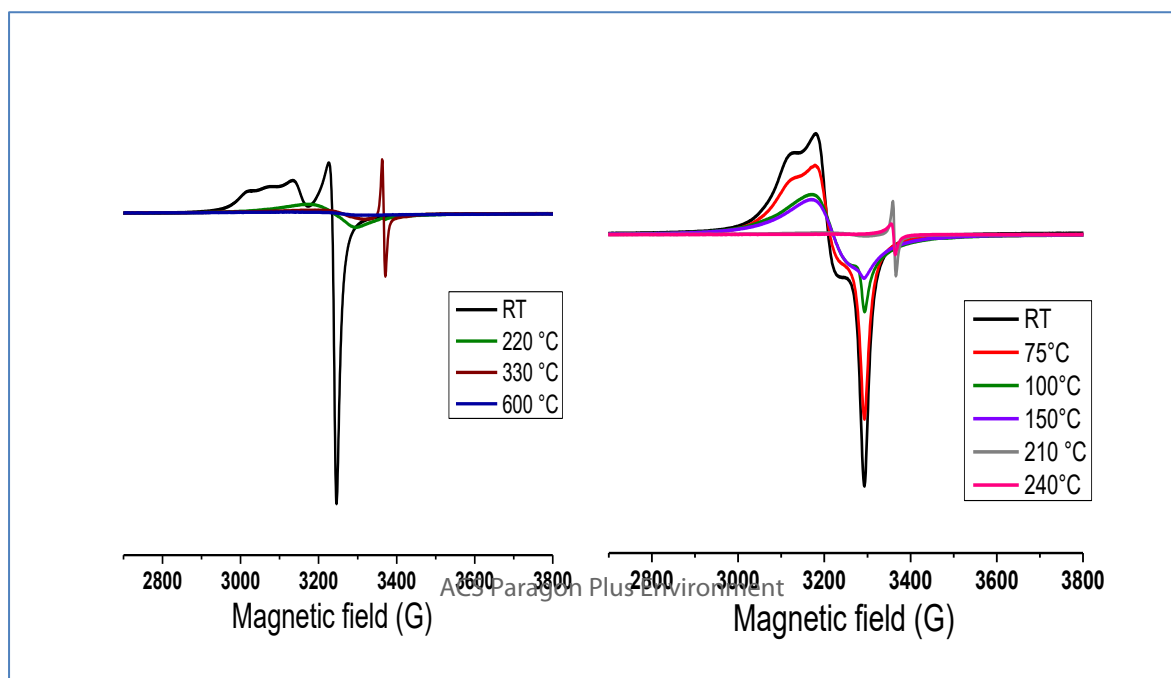 RT
220 °C
330 °C
600 °C
2800 3000 3200 3400 3600 3800
Magnetic field (G)
RT
75°C
100°C
150°C
210 °C
240°C
2800 3000 3200 3400 3600 3800
Magnetic field (G)
ACS Paragon Plus Environment